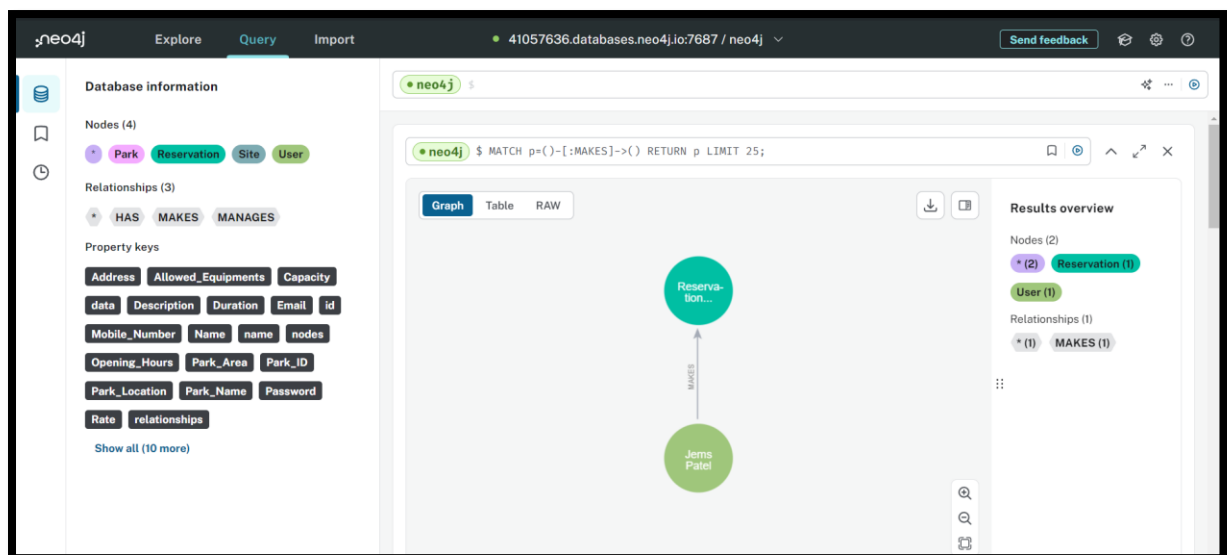 :neo4j Explore Query Import 41057636.databases.neo4j.io:7687 / neo4j Send feedback
Database information
Nodes (4)
* Park Reservation Site User
Relationships (3)
* HAS MAKES MANAGES
Property keys
Address Allowed_Equipments Capacity
data Description Duration Email id
Mobile_Number Name name nodes
Opening_Hours Park_Area Park_ID
Park_Location Park_Name Password
Rate relationships
Show all (10 more)
neo4j $
neo4j $ MATCH p=()-[:MAKES]->() RETURN p LIMIT 25;
Graph Table RAW
Reserva-
tion...
MAKES
Jems
Patel
Results overview
Nodes (2)
* (2) Reservation (1)
User (1)
Relationships (1)
* (1) MAKES (1)